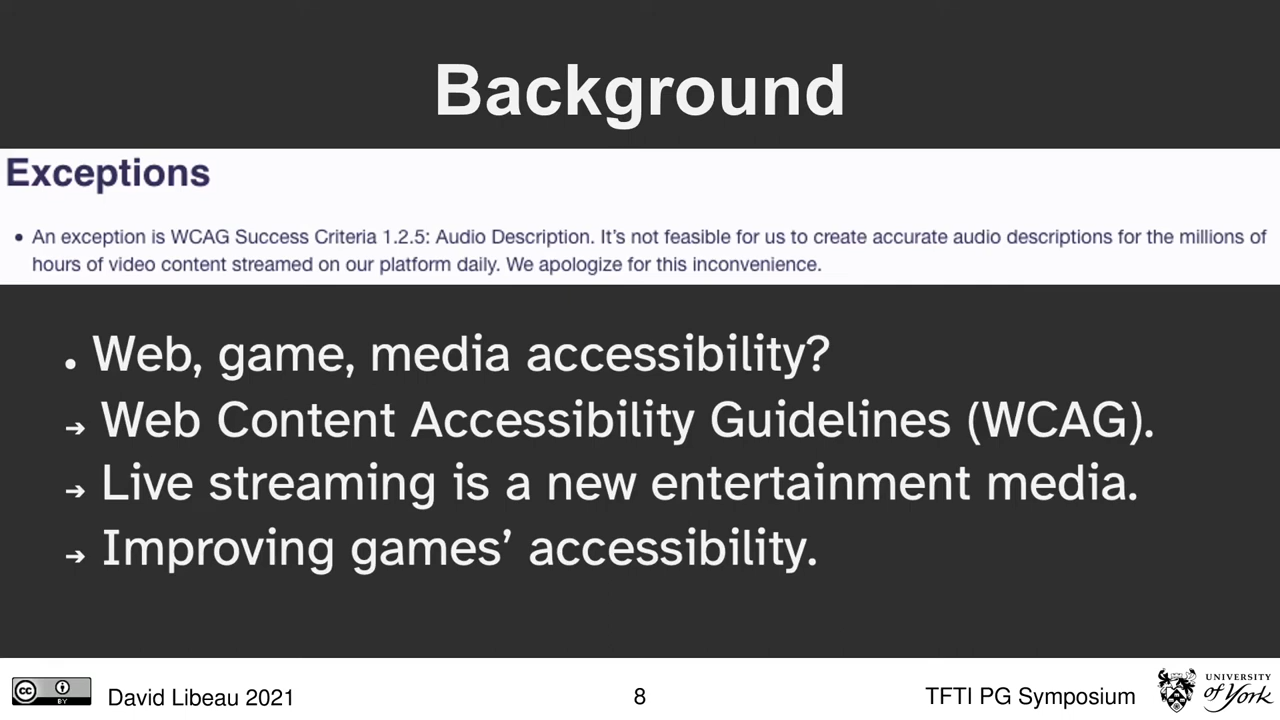 Background
Exceptions
• An exception is WCAG Success Criteria 1.2.5: Audio Description. It's not feasible for us to create accurate audio descriptions for the millions of
hours of video content streamed on our platform daily. We apologize for this inconvenience.
• Web, game, media accessibility?
➔ Web Content Accessibility Guidelines (WCAG).
➔ Live streaming is a new entertainment media.
➔ Improving games’ accessibility.
CC BY David Libeau 2021
8
TFTI PG Symposium
UNIVERSITY
of York